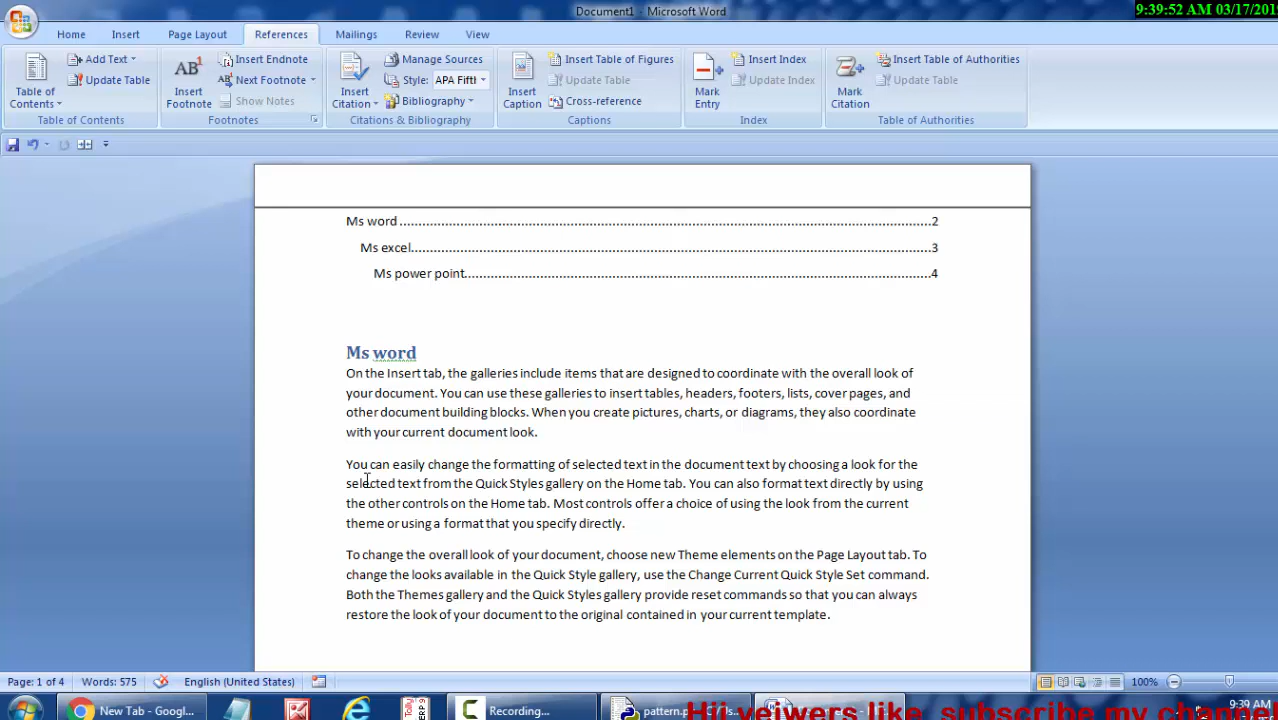 9:39:52 AM 03/17/201
Document1 - Microsoft Word
Home Insert Page Layout References Mailings Review View
Table of Contents
Add Text
Update Table
Table of Contents
AB1
Insert Footnote
Insert Endnote
Next Footnote
Show Notes
Footnotes
Insert Citation
Manage Sources
Style: APA Fifth
Bibliography
Citations & Bibliography
Insert Caption
Insert Table of Figures
Update Table
Cross-reference
Captions
Mark Entry
Insert Index
Update Index
Index
Mark Citation
Insert Table of Authorities
Update Table
Table of Authorities
Ms word ........................................................................................................................2
Ms excel......................................................................................................................3
Ms power point...........................................................................................................4
Ms word
On the Insert tab, the galleries include items that are designed to coordinate with the overall look of
your document. You can use these galleries to insert tables, headers, footers, lists, cover pages, and
other document building blocks. When you create pictures, charts, or diagrams, they also coordinate
with your current document look.
You can easily change the formatting of selected text in the document text by choosing a look for the
selected text from the Quick Styles gallery on the Home tab. You can also format text directly by using
the other controls on the Home tab. Most controls offer a choice of using the look from the current
theme or using a format that you specify directly.
To change the overall look of your document, choose new Theme elements on the Page Layout tab. To
change the looks available in the Quick Style gallery, use the Change Current Quick Style Set command.
Both the Themes gallery and the Quick Styles gallery provide reset commands so that you can always
restore the look of your document to the original contained in your current template.
Page: 1 of 4 Words: 575 English (United States) 100%
New Tab - Googl... Recording... 9:39 AM
Hii veiwers like, subscribe my channel